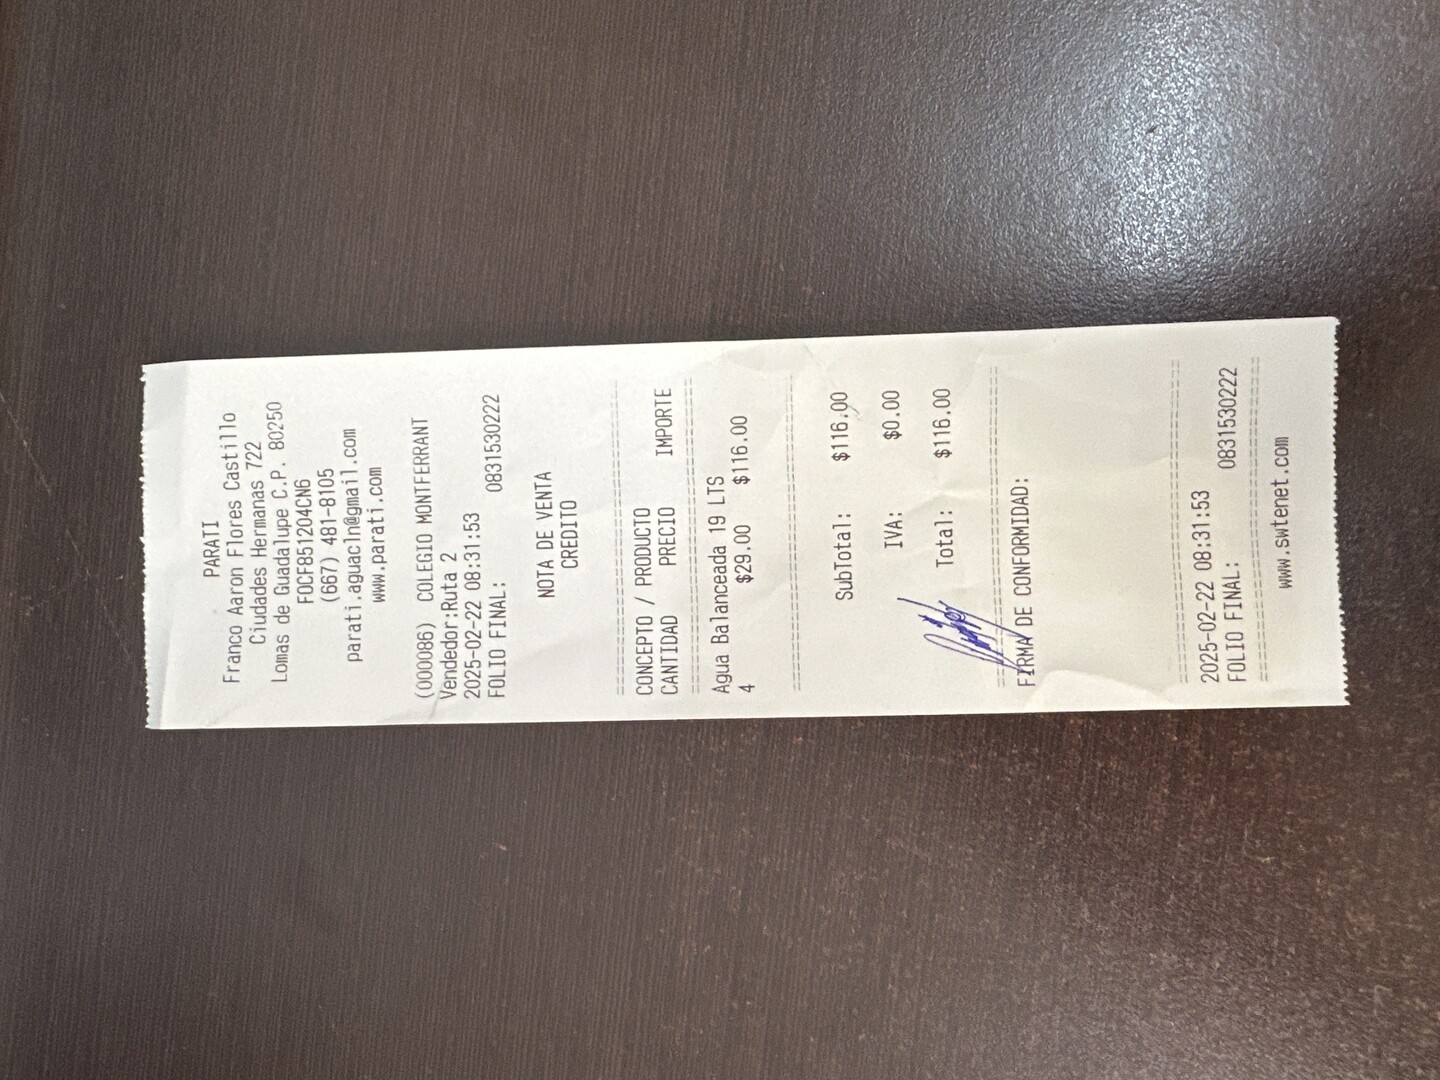 PARATI
Franco Aaron Flores Castillo
Ciudades Hermanas 722
Lomas de Guadalupe C.P. 80250
FOCF851204CN6
(667) 481-8105
parati.aguacln@gmail.com
www.parati.com
(000086) COLEGIO MONTFERRANT
Vendedor:Ruta 2
2025-02-22 08:31:53
FOLIO FINAL: 0831530222
NOTA DE VENTA
CREDITO
CONCEPTO / PRODUCTO
CANTIDAD PRECIO IMPORTE
Agua Balanceada 19 LTS
4 $29.00 $116.00
SubTotal: $116.00
IVA: $0.00
Total: $116.00
FIRMA DE CONFORMIDAD:
2025-02-22 08:31:53
FOLIO FINAL: 0831530222
www.swtenet.com